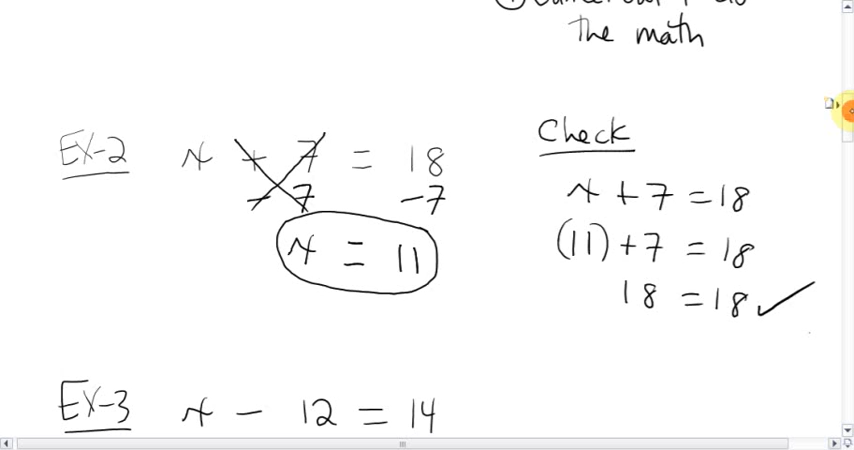 the math
EX-2 x + 7 = 18
- 7 -7
x = 11
Check
x + 7 = 18
(11) + 7 = 18
18 = 18 ✓
EX-3 x - 12 = 14